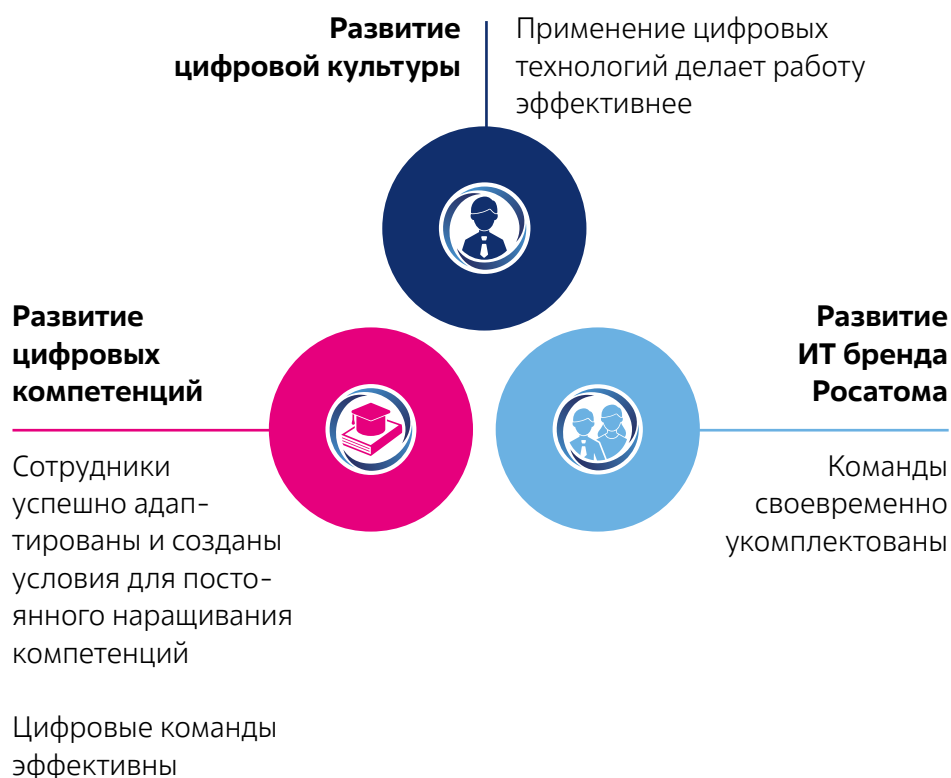 Развитие
цифровой культуры
Применение цифровых
технологий делает работу
эффективнее
Развитие
цифровых
компетенций
Сотрудники
успешно адап-
тированы и созданы
условия для посто-
янного наращивания
компетенций
Цифровые команды
эффективны
Развитие
ИТ бренда
Росатома
Команды
своевременно
укомплектованы